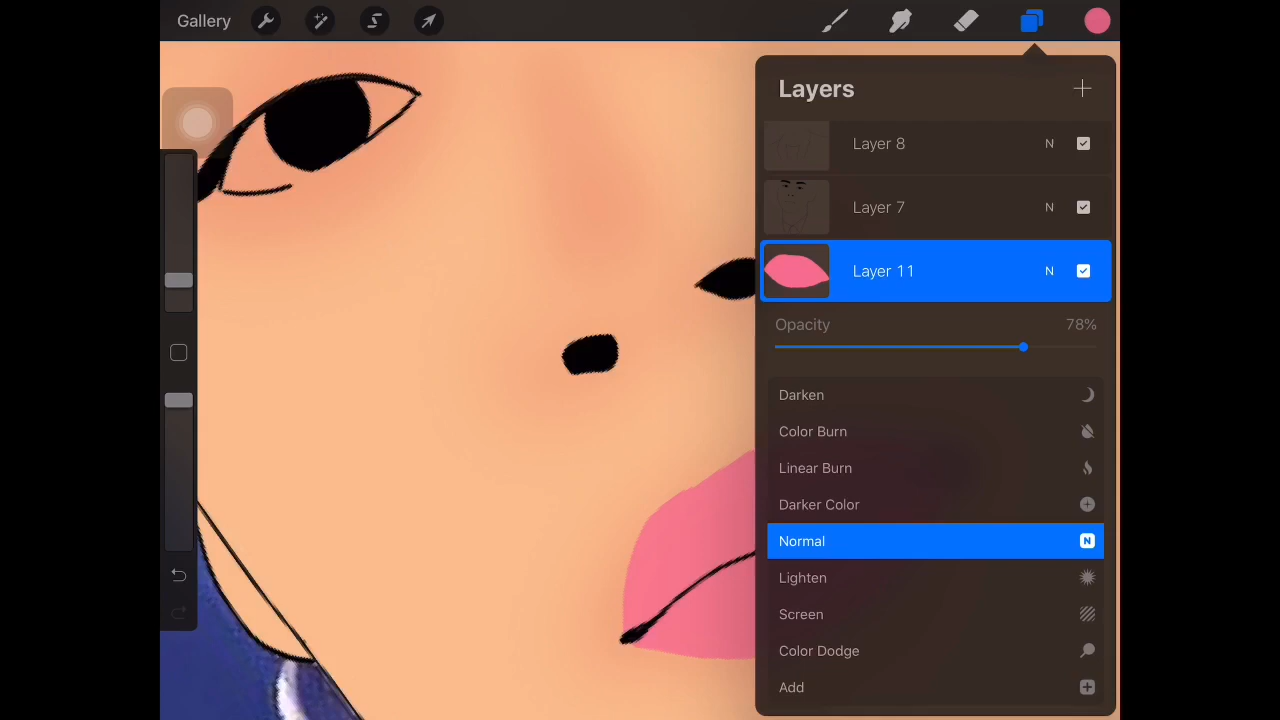 Gallery
Layers
Layer 8 N
Layer 7 N
Layer 11 N
Opacity 78%
Darken
Color Burn
Linear Burn
Darker Color
Normal N
Lighten
Screen
Color Dodge
Add